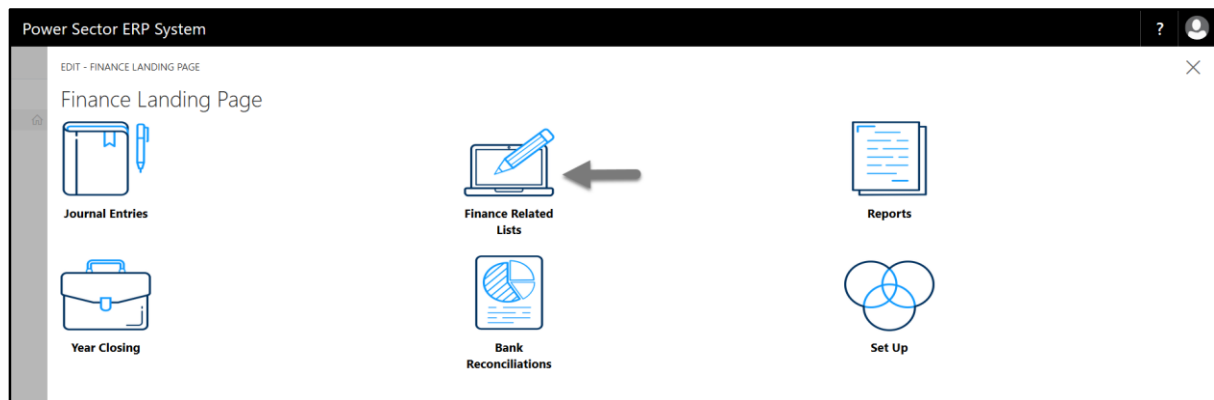 Power Sector ERP System
?
EDIT - FINANCE LANDING PAGE
Finance Landing Page
Journal Entries
Finance Related
Lists
Reports
Year Closing
Bank
Reconciliations
Set Up